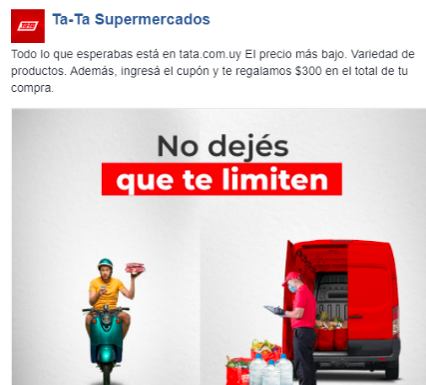 Ta-Ta Supermercados
Todo lo que esperabas está en tata.com.uy El precio más bajo. Variedad de
productos. Además, ingresá el cupón y te regalamos $300 en el total de tu
compra.
No dejés
que te limiten